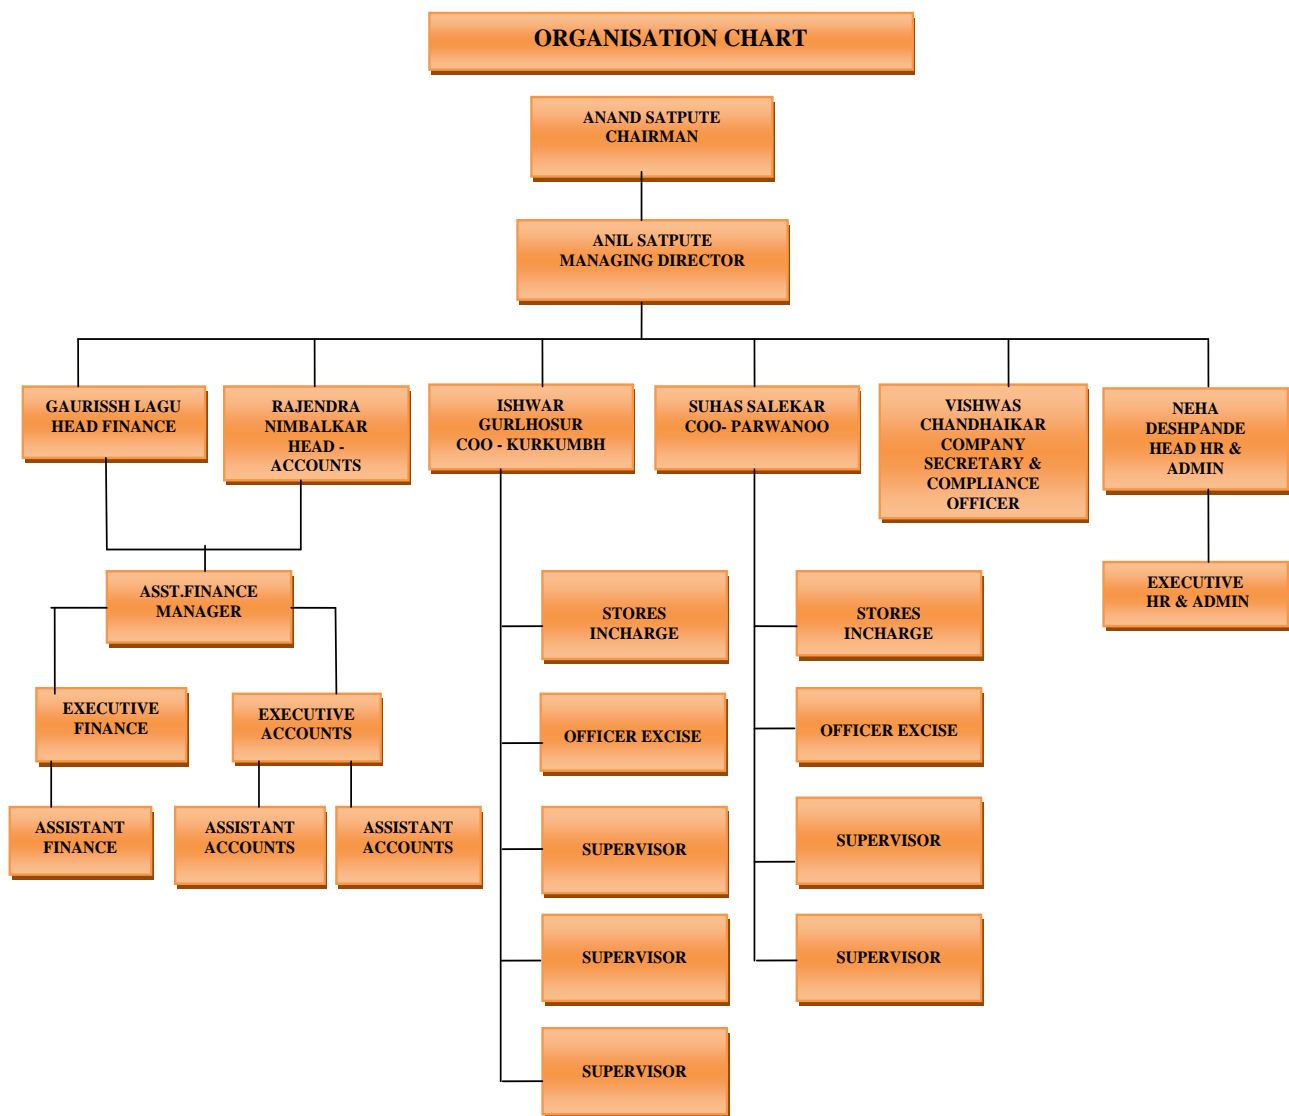 ORGANISATION CHART
ANAND SATPUTE
CHAIRMAN
ANIL SATPUTE
MANAGING DIRECTOR
GAURISSH LAGU
HEAD FINANCE
RAJENDRA
NIMBALKAR
HEAD -
ACCOUNTS
ISHWAR
GURLHOSUR
COO - KURKUMBH
SUHAS SALEKAR
COO- PARWANOO
VISHWAS
CHANDHAIKAR
COMPANY
SECRETARY &
COMPLIANCE
OFFICER
NEHA
DESHPANDE
HEAD HR &
ADMIN
ASST.FINANCE
MANAGER
EXECUTIVE
HR & ADMIN
STORES
INCHARGE
STORES
INCHARGE
EXECUTIVE
FINANCE
EXECUTIVE
ACCOUNTS
OFFICER EXCISE
OFFICER EXCISE
ASSISTANT
FINANCE
ASSISTANT
ACCOUNTS
ASSISTANT
ACCOUNTS
SUPERVISOR
SUPERVISOR
SUPERVISOR
SUPERVISOR
SUPERVISOR